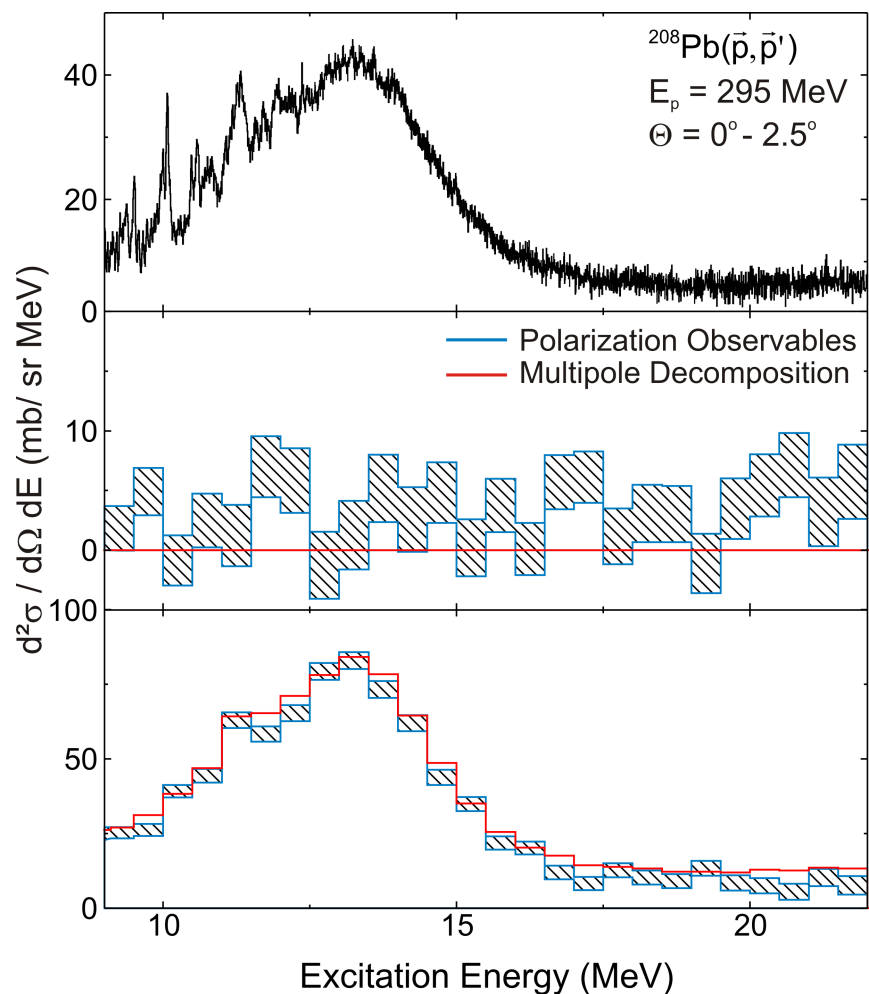 ²⁰⁸Pb(p⃗,p⃗')
Eₚ = 295 MeV
Θ = 0° - 2.5°
40
20
0
Polarization Observables
Multipole Decomposition
10
0
100
50
0
10
15
20
d²σ / dΩ dE (mb/ sr MeV)
Excitation Energy (MeV)